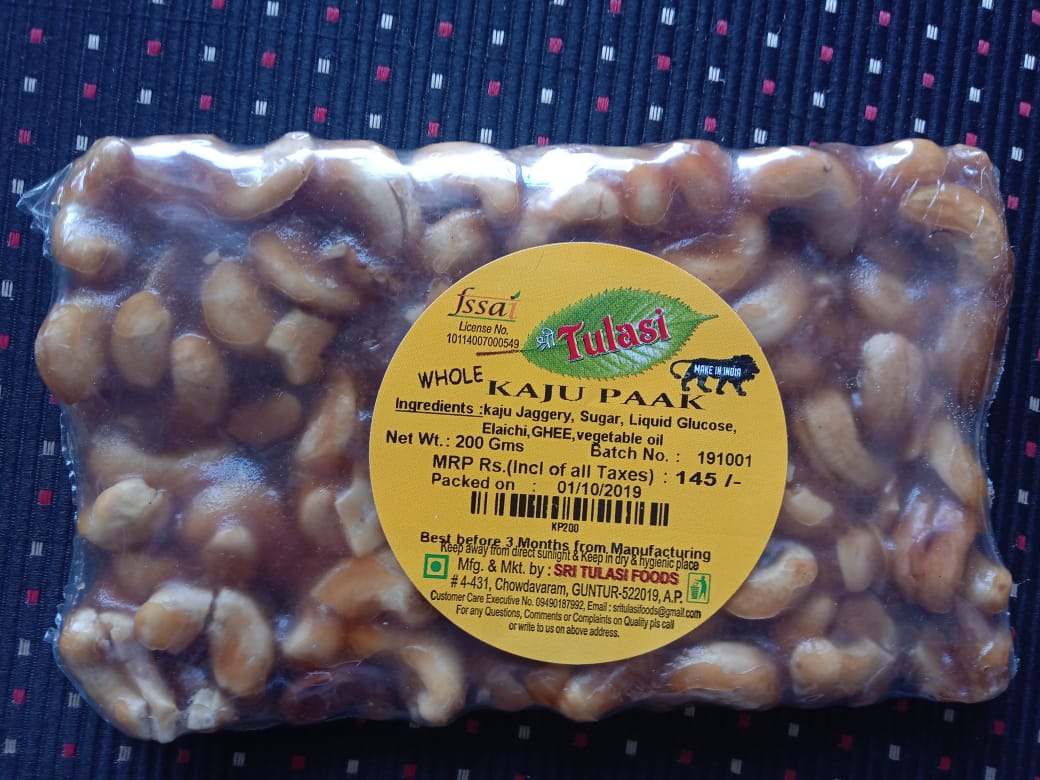 fssai
License No.
10114007000549
श्री Tulasi
MAKE IN INDIA
WHOLE KAJU PAAK
Ingredients :kaju Jaggery, Sugar, Liquid Glucose,
Elaichi,GHEE,vegetable oil
Net Wt.: 200 Gms
Batch No. : 191001
MRP Rs.(Incl of all Taxes) : 145 /-
Packed on : 01/10/2019
KP200
Best before 3 Months from Manufacturing
Keep away from direct sunlight & Keep in dry & hygienic place
Mfg. & Mkt. by : SRI TULASI FOODS
# 4-431, Chowdavaram, GUNTUR-522019, A.P.
Customer Care Executive No. 09490187992, Email : sritulasifoods@gmail.com
For any Questions, Comments or Complaints on Quality pls call
or write to us on above address.